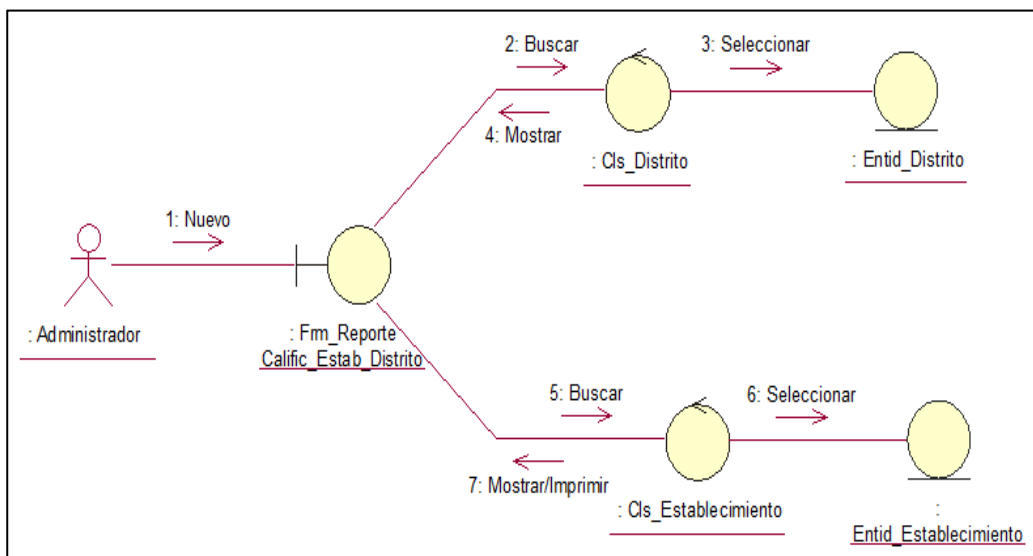 2: Buscar
3: Seleccionar
4: Mostrar
: Cls_Distrito
: Entid_Distrito
1: Nuevo
: Administrador
: Frm_Reporte
Calific_Estab_Distrito
5: Buscar
6: Seleccionar
7: Mostrar/Imprimir
: Cls_Establecimiento
:
Entid_Establecimiento